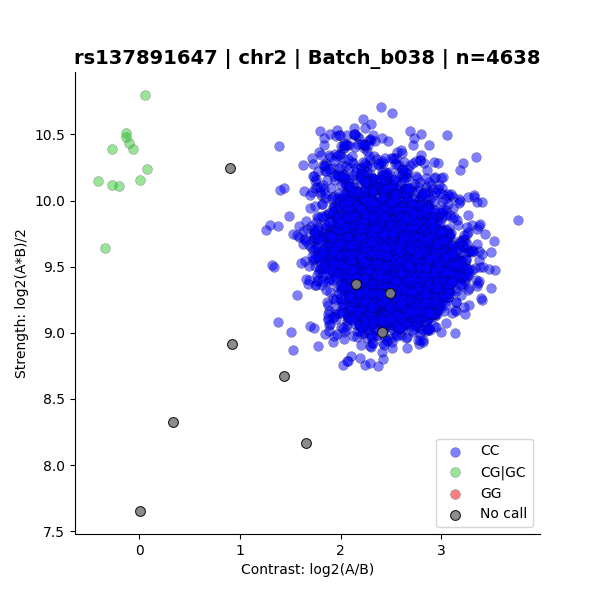 rs137891647 | chr2 | Batch_b038 | n=4638
Strength: log2(A*B)/2
10.5
10.0
9.5
9.0
8.5
8.0
7.5
0 1 2 3
Contrast: log2(A/B)
CC
CG|GC
GG
No call